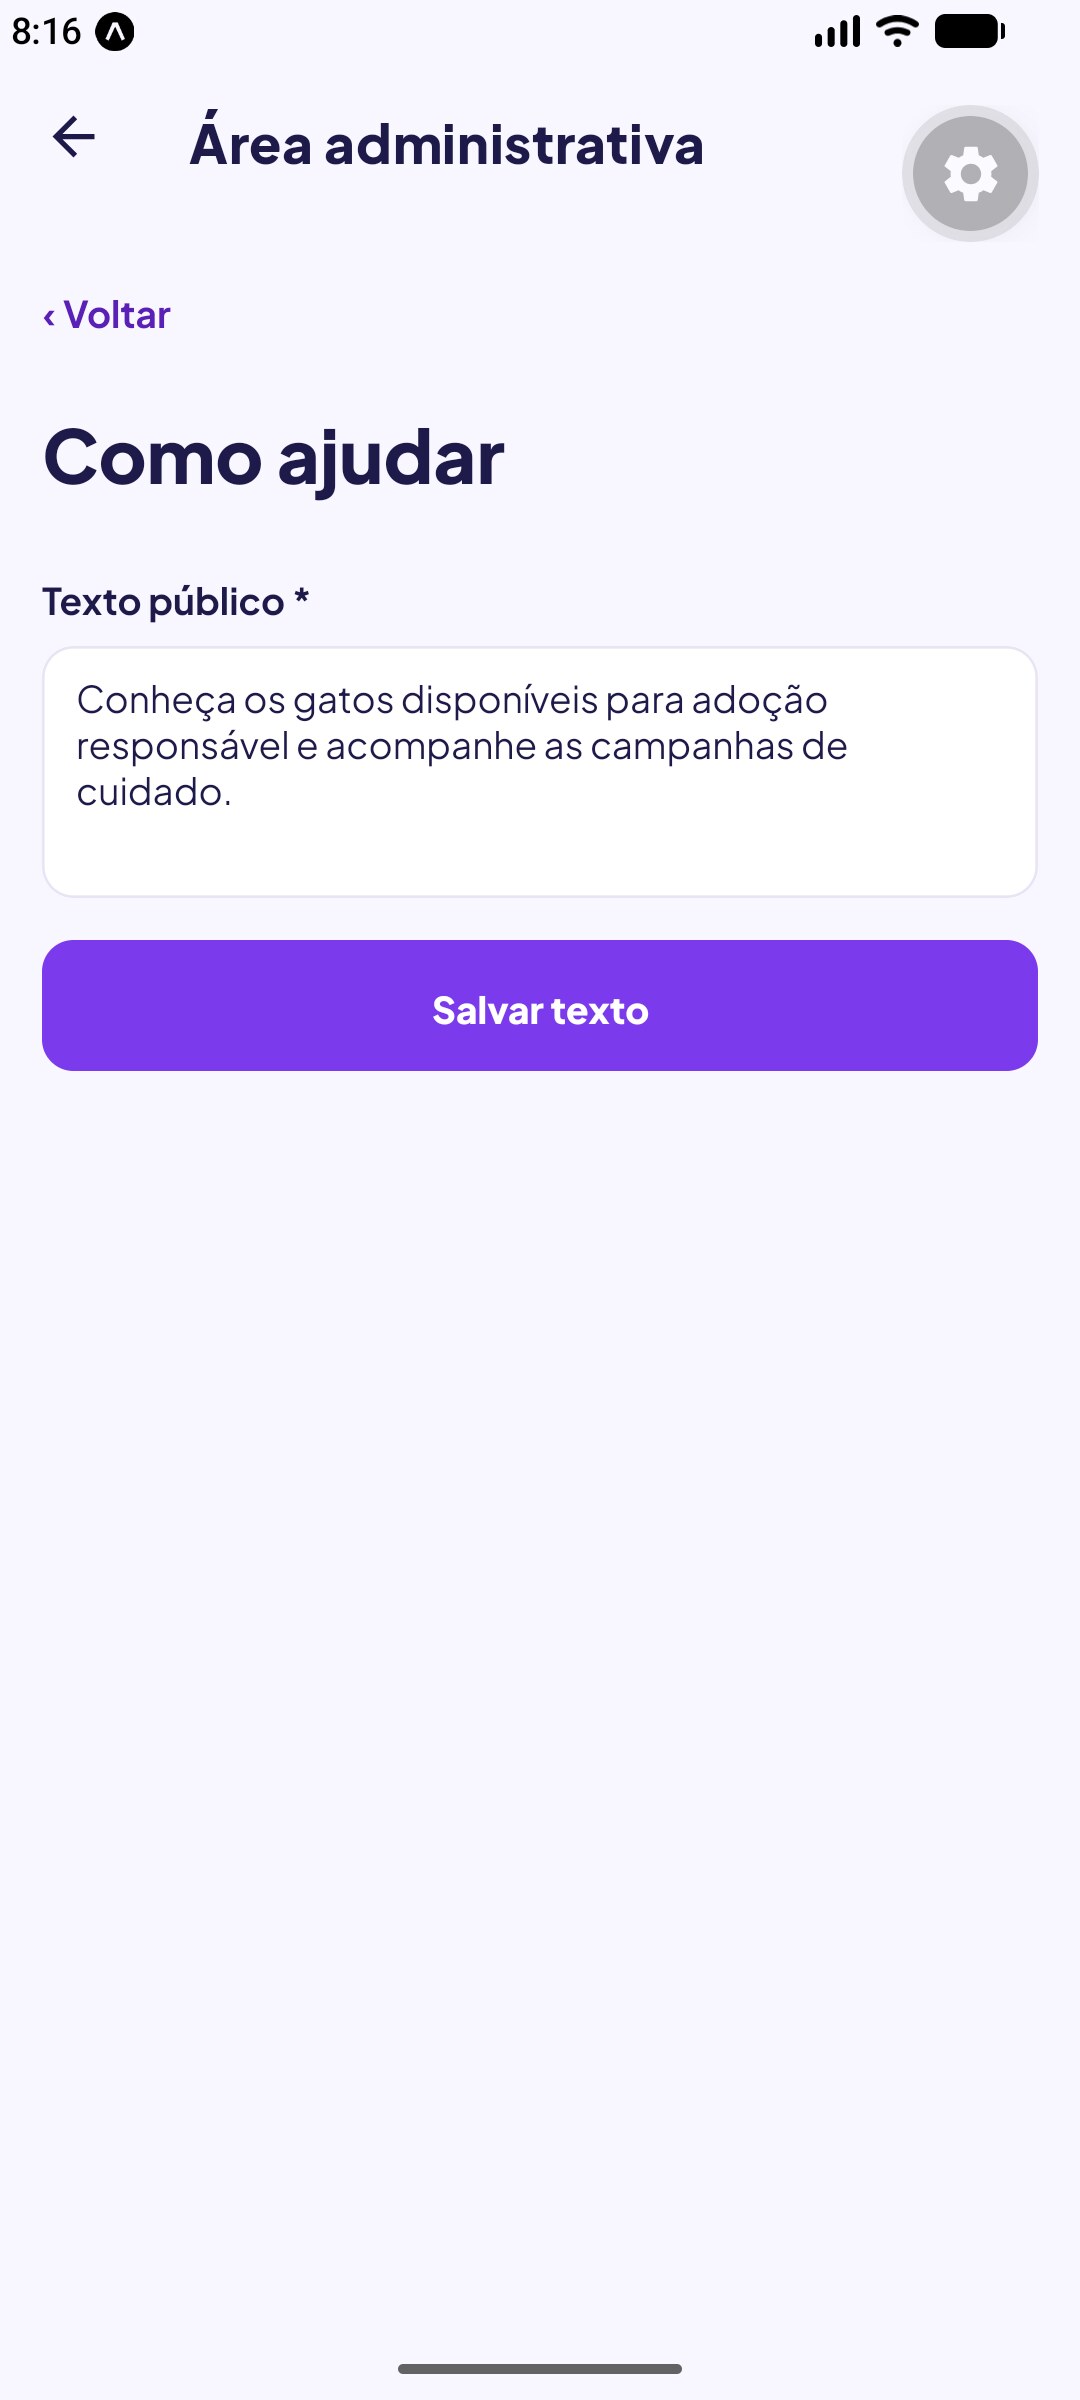 8:16
Área administrativa
‹ Voltar
Como ajudar
Texto público *
Conheça os gatos disponíveis para adoção
responsável e acompanhe as campanhas de
cuidado.
Salvar texto